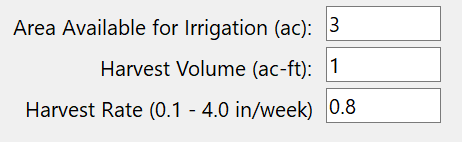 Area Available for Irrigation (ac): 3
Harvest Volume (ac-ft): 1
Harvest Rate (0.1 - 4.0 in/week) 0.8